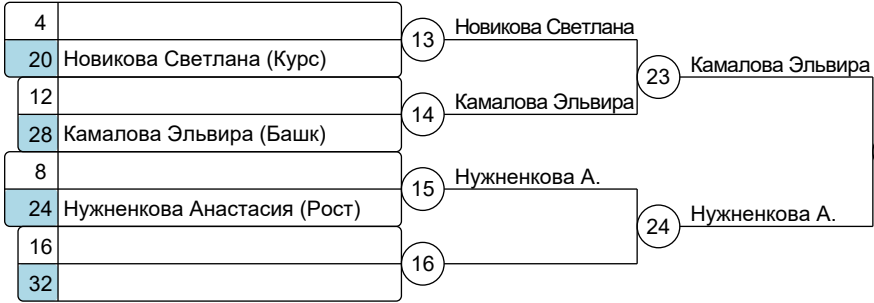 4
20 Новикова Светлана (Курс)
12
28 Камалова Эльвира (Башк)
8
24 Нужненкова Анастасия (Рост)
16
32
13
Новикова Светлана
14
Камалова Эльвира
15
Нужненкова А.
16
23
Камалова Эльвира
24
Нужненкова А.